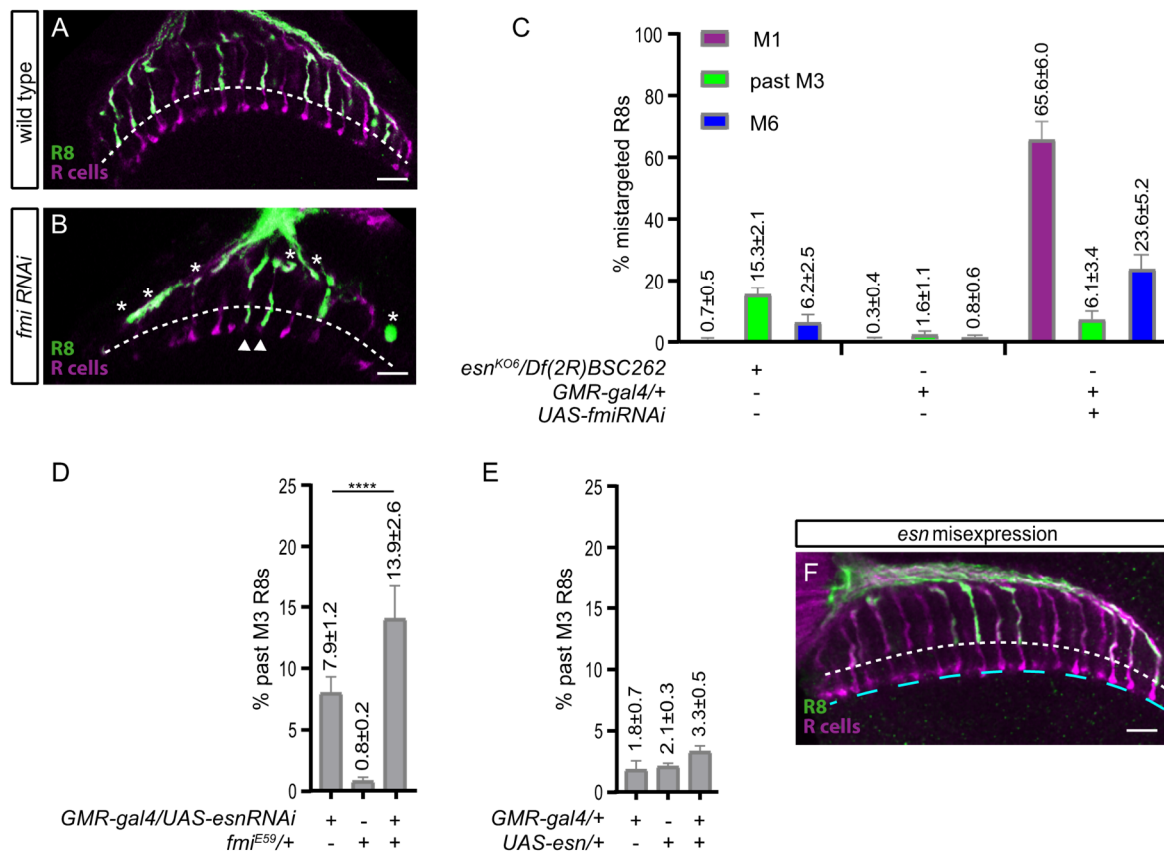 wild type
A
R8
R cells
fmi RNAi
B
* * * * * *
R8
R cells
C
M1
past M3
M6
% mistargeted R8s
100
80
60
40
20
0
0.7±0.5
15.3±2.1
6.2±2.5
0.3±0.4
1.6±1.1
0.8±0.6
65.6±6.0
6.1±3.4
23.6±5.2
esnKO6/Df(2R)BSC262 + - -
GMR-gal4/+ - + +
UAS-fmiRNAi - - +
D
% past M3 R8s
25
20
15
10
5
0
****
7.9±1.2
0.8±0.2
13.9±2.6
GMR-gal4/UAS-esnRNAi + - +
fmiE59/+ - + +
E
% past M3 R8s
25
20
15
10
5
0
1.8±0.7
2.1±0.3
3.3±0.5
GMR-gal4/+ + - +
UAS-esn/+ - + +
esn misexpression
F
R8
R cells